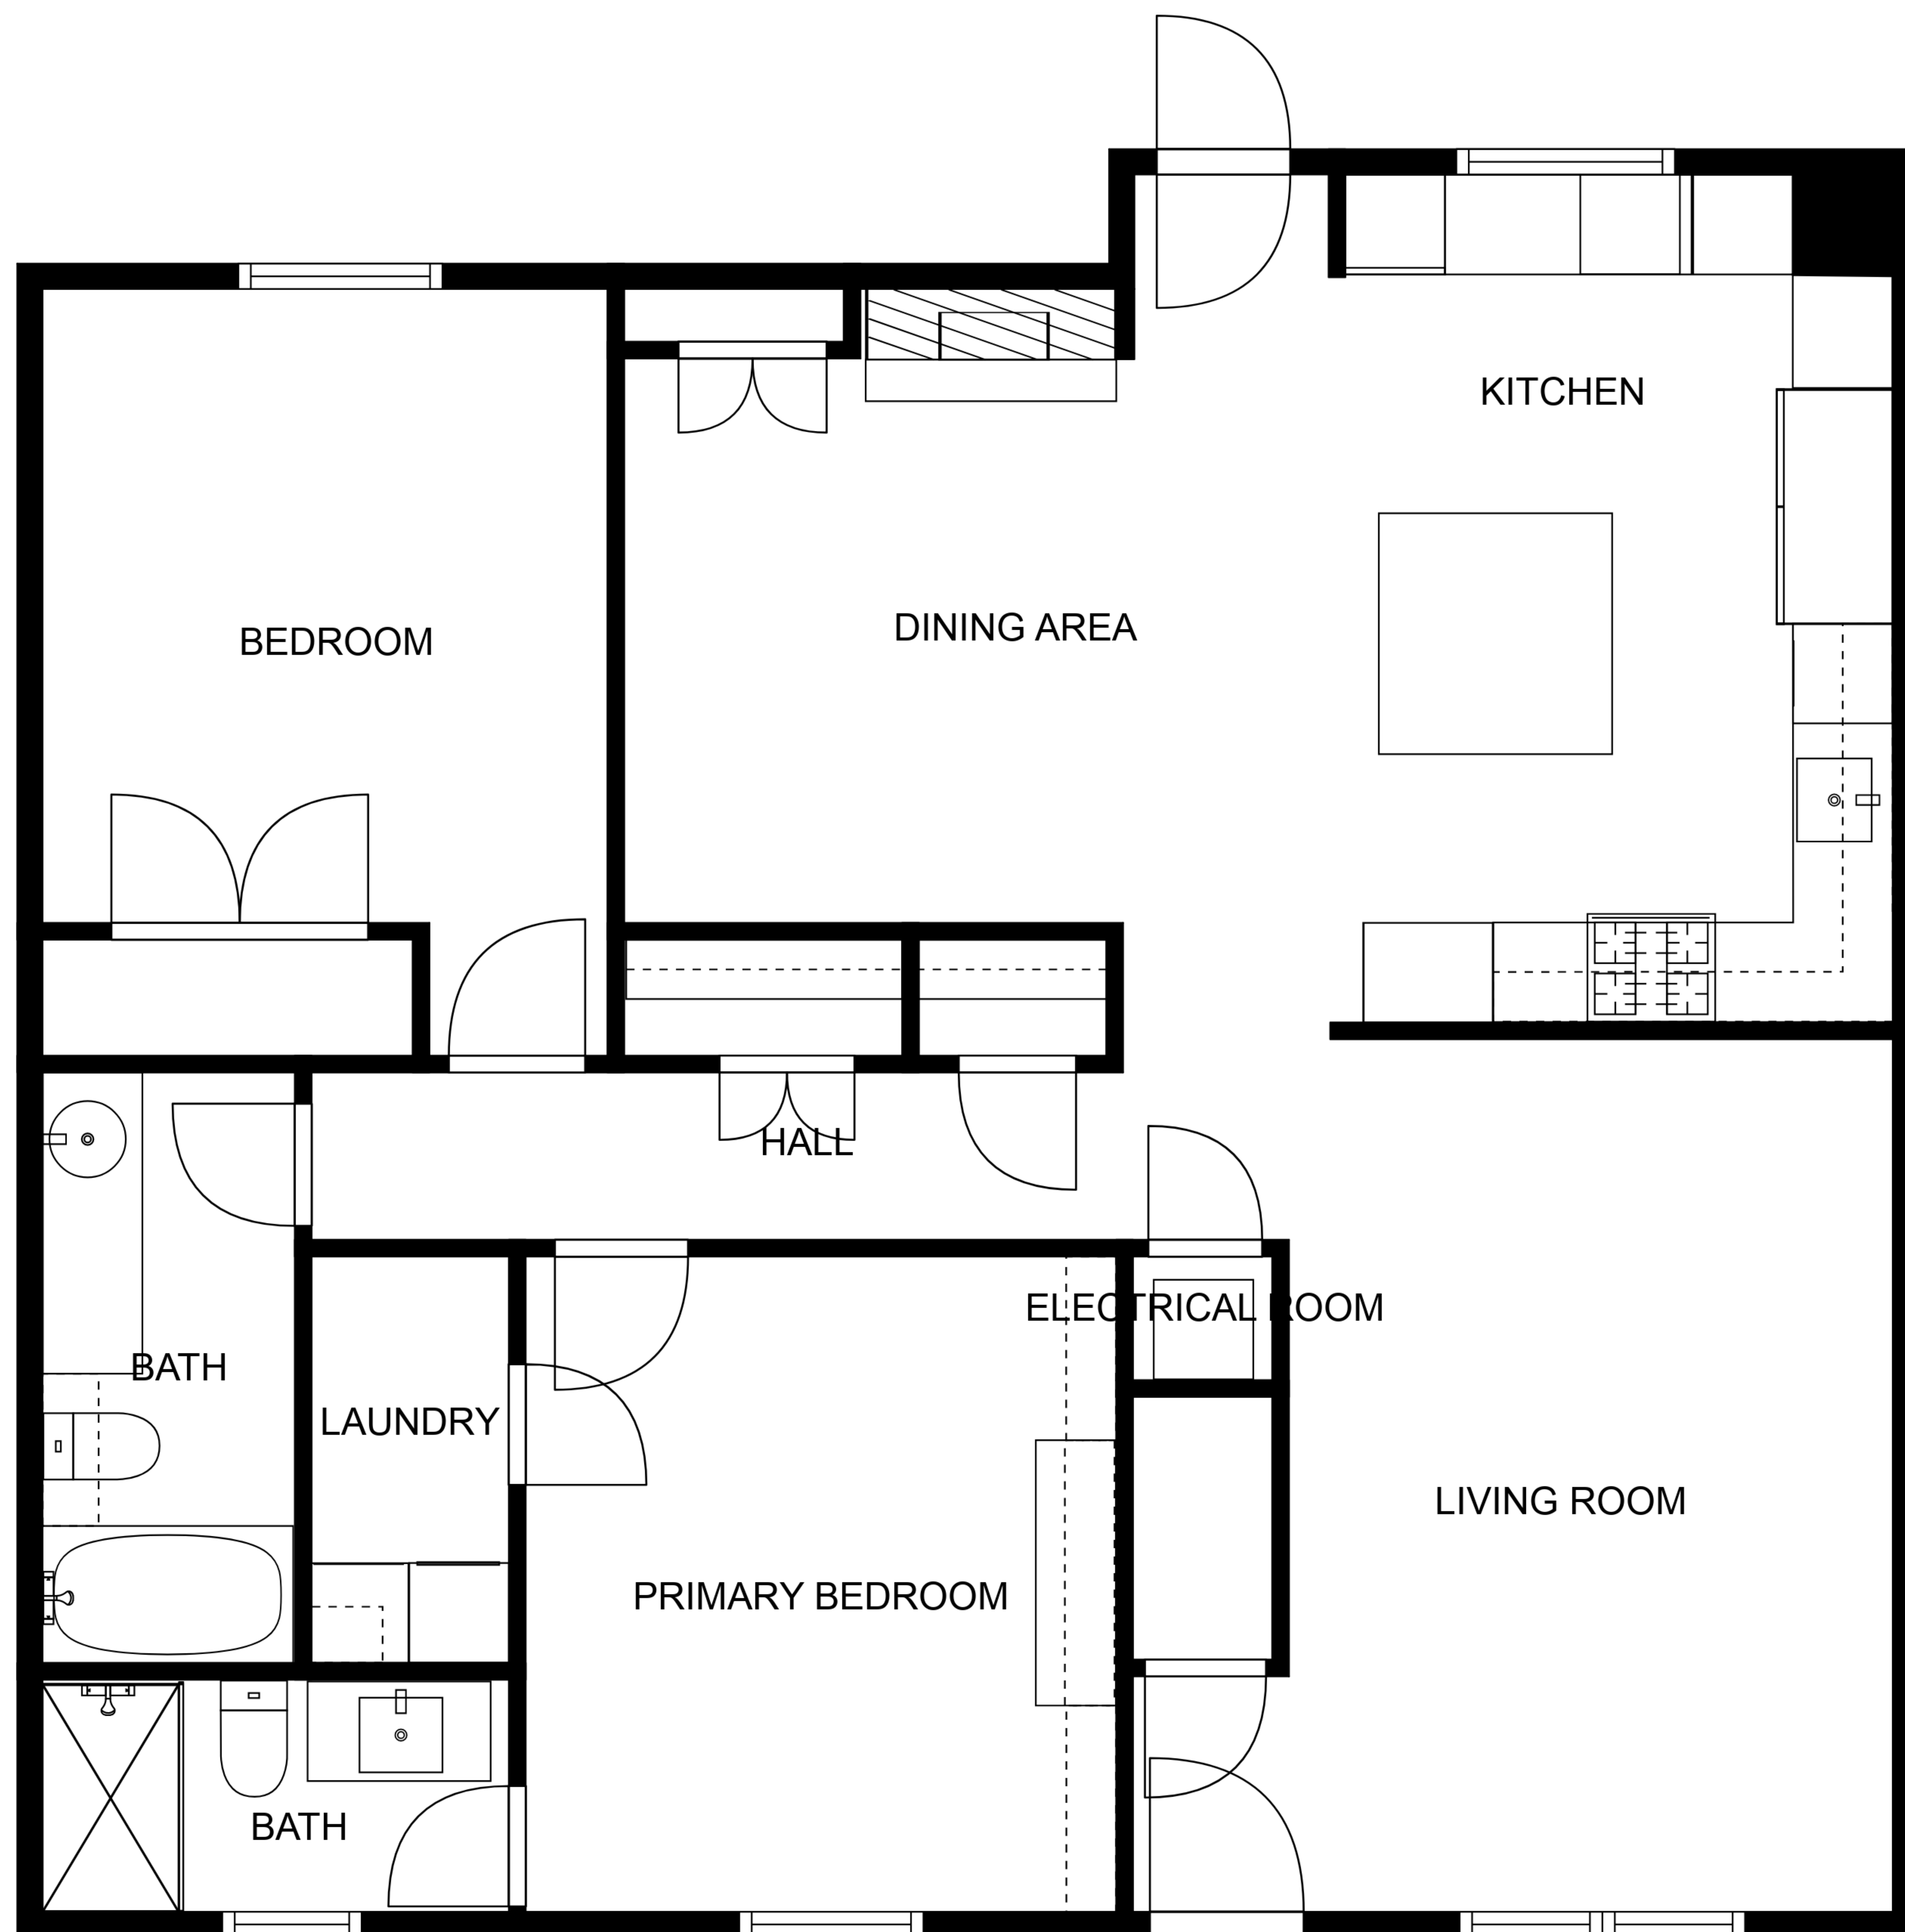 KITCHEN
DINING AREA
BEDROOM
HALL
ELECTRICAL ROOM
BATH
LAUNDRY
LIVING ROOM
PRIMARY BEDROOM
BATH